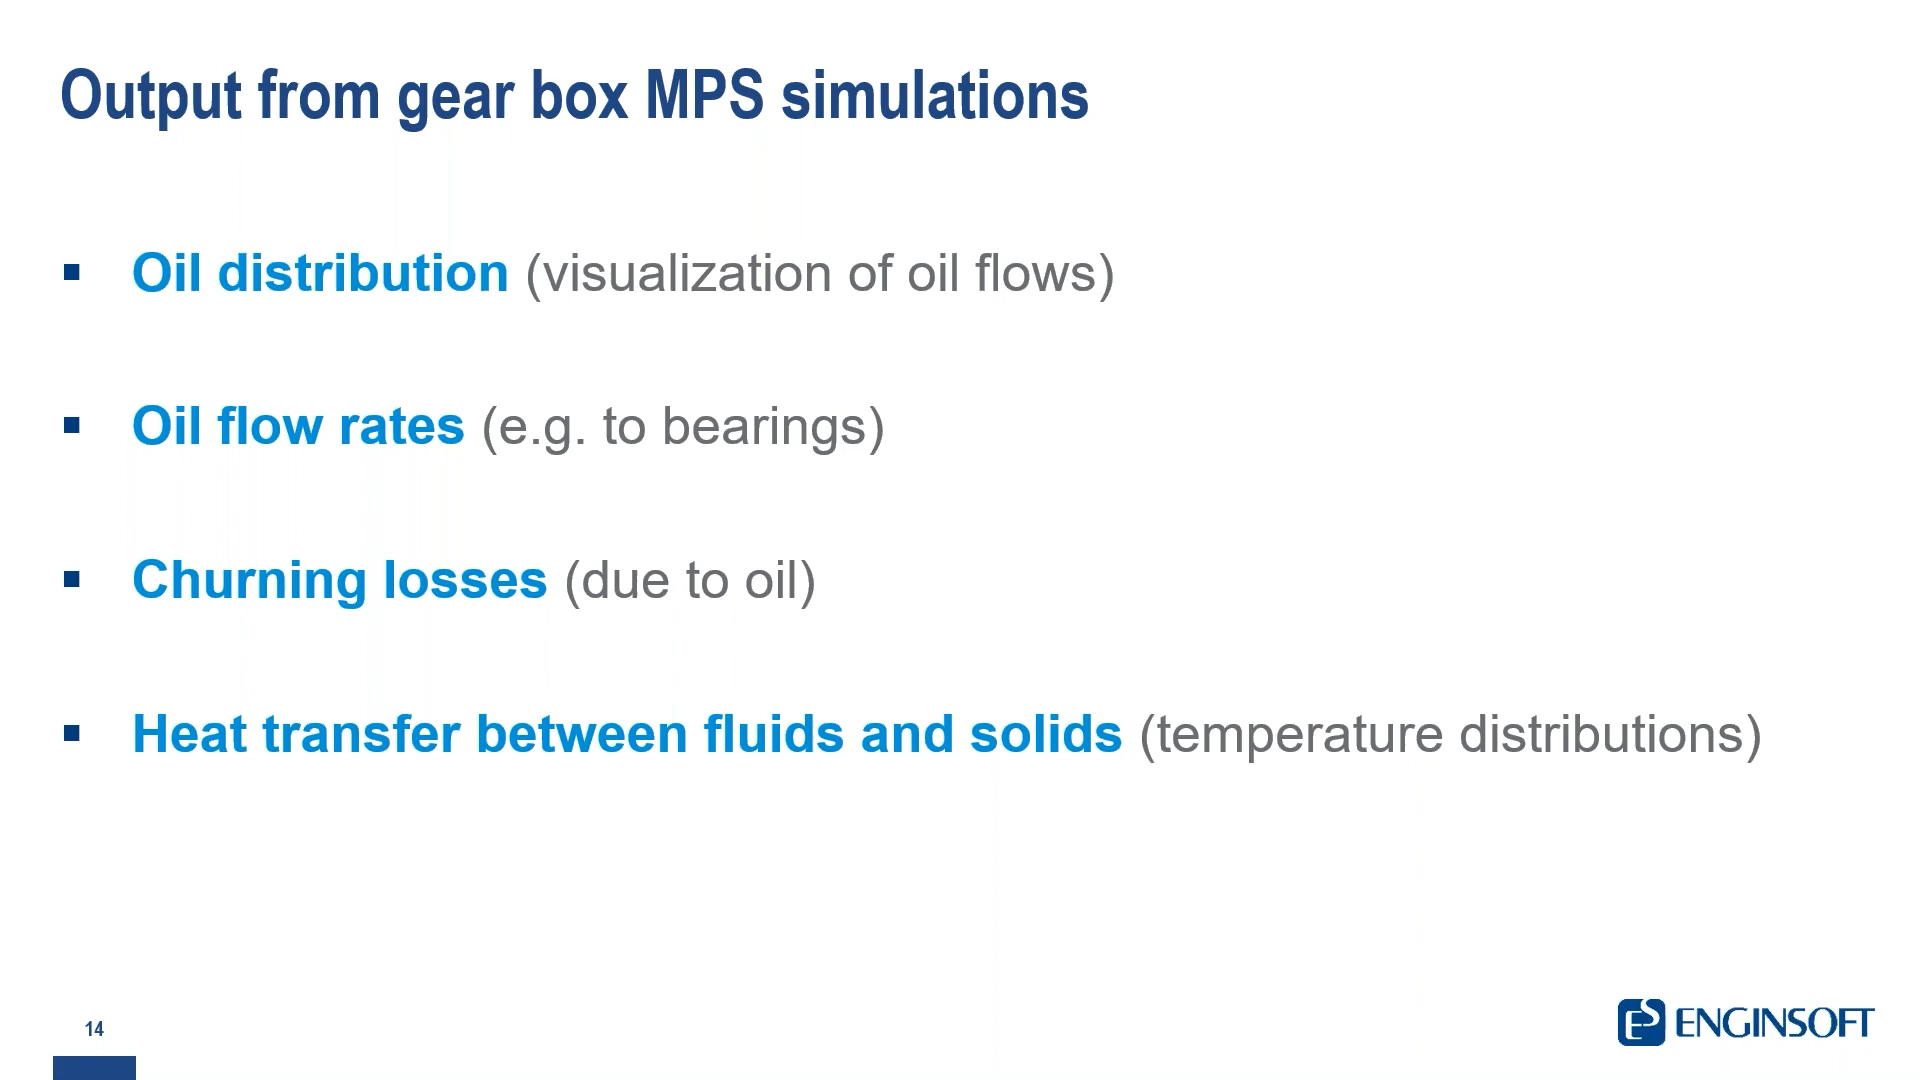 Output from gear box MPS simulations
▪ Oil distribution (visualization of oil flows)
▪ Oil flow rates (e.g. to bearings)
▪ Churning losses (due to oil)
▪ Heat transfer between fluids and solids (temperature distributions)
14
ES ENGINSOFT